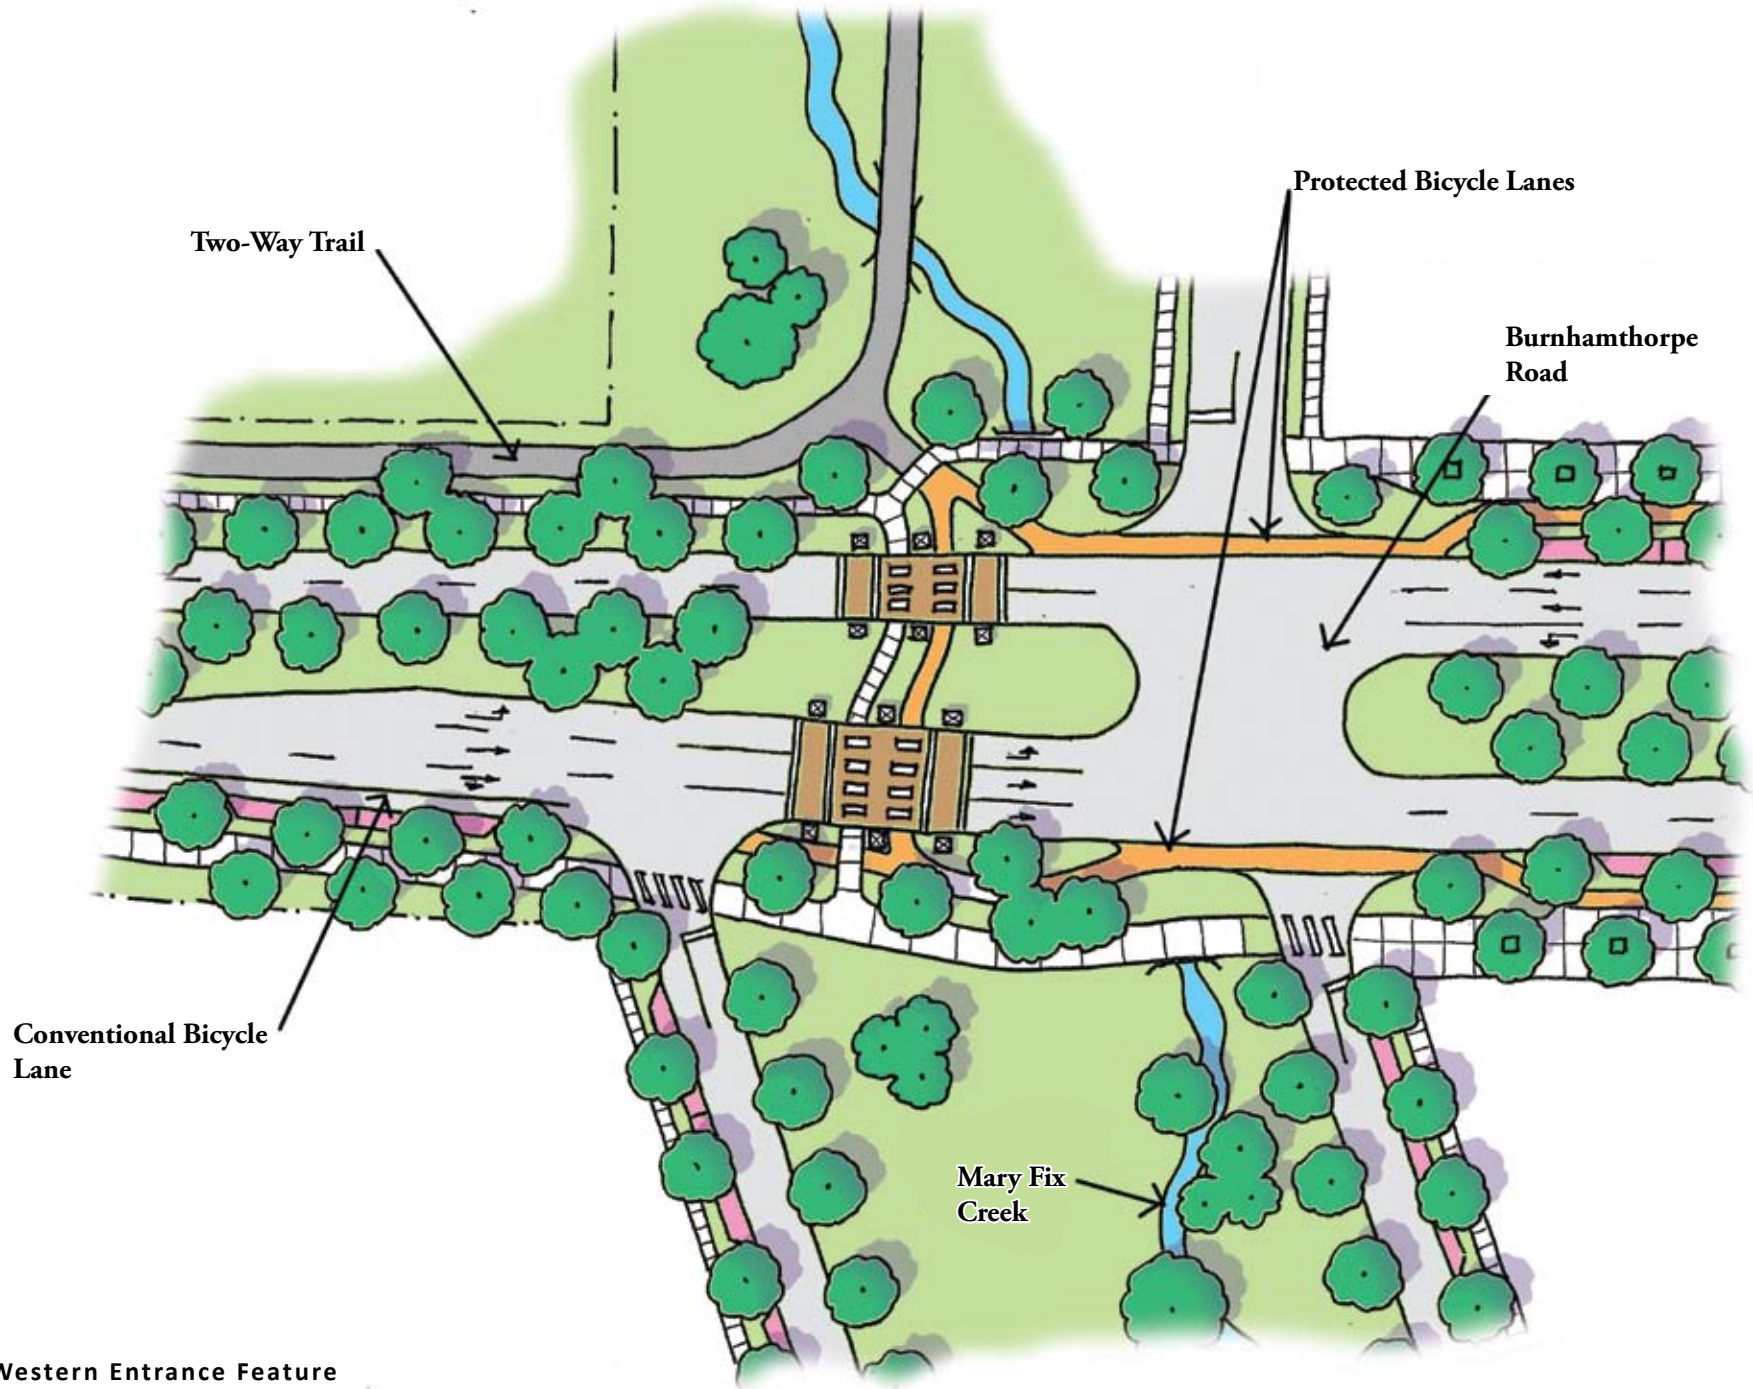 Protected Bicycle Lanes
Two-Way Trail
Burnhamthorpe
Road
Conventional Bicycle
Lane
Mary Fix
Creek
Western Entrance Feature